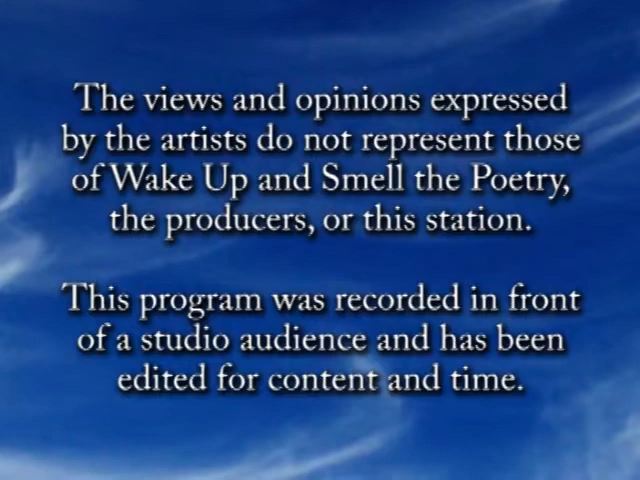 The views and opinions expressed
by the artists do not represent those
of Wake Up and Smell the Poetry,
the producers, or this station.
This program was recorded in front
of a studio audience and has been
edited for content and time.